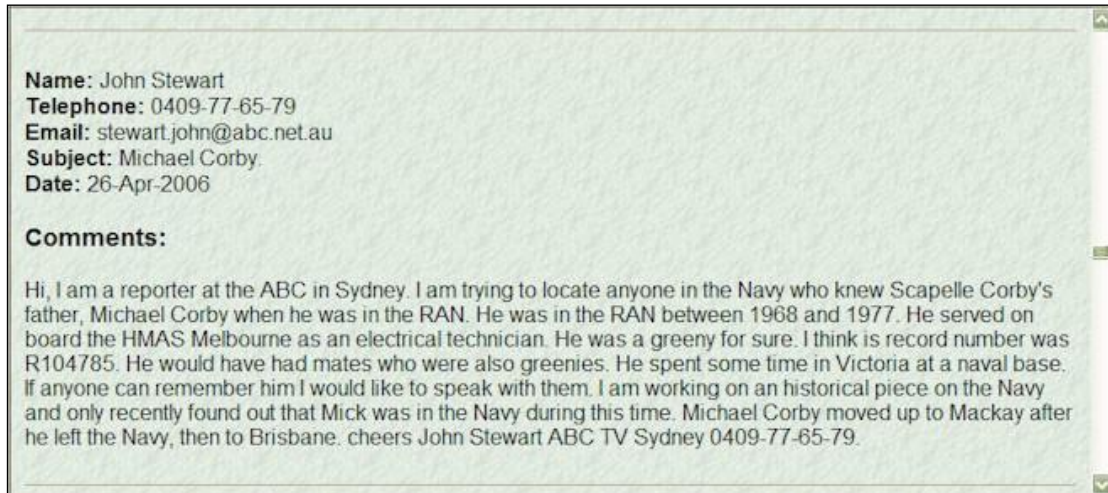 Name: John Stewart
Telephone: 0409-77-65-79
Email: stewart.john@abc.net.au
Subject: Michael Corby.
Date: 26-Apr-2006
Comments:
Hi, I am a reporter at the ABC in Sydney. I am trying to locate anyone in the Navy who knew Scapelle Corby's
father, Michael Corby when he was in the RAN. He was in the RAN between 1968 and 1977. He served on
board the HMAS Melbourne as an electrical technician. He was a greeny for sure. I think is record number was
R104785. He would have had mates who were also greenies. He spent some time in Victoria at a naval base.
If anyone can remember him I would like to speak with them. I am working on an historical piece on the Navy
and only recently found out that Mick was in the Navy during this time. Michael Corby moved up to Mackay after
he left the Navy, then to Brisbane. cheers John Stewart ABC TV Sydney 0409-77-65-79.